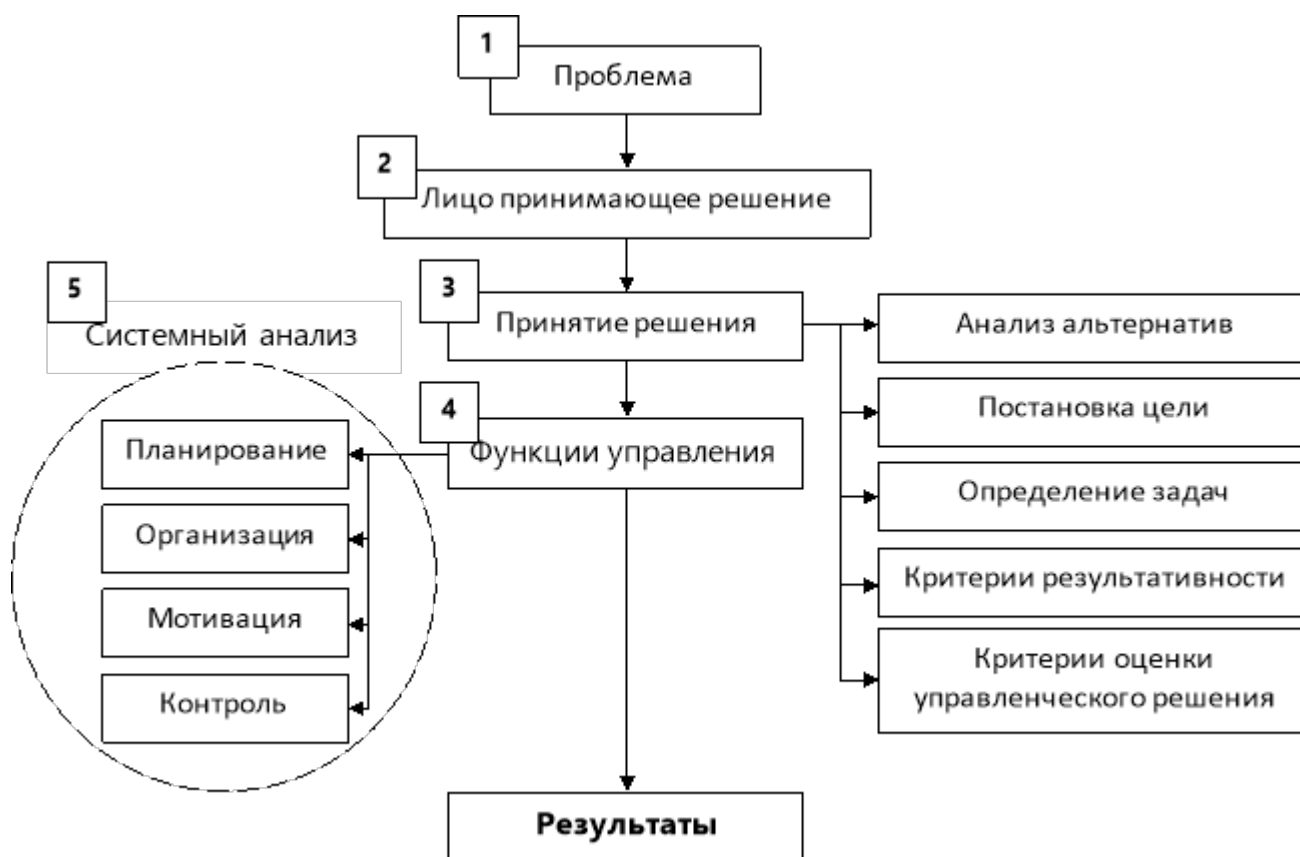 1
Проблема
2
Лицо принимающее решение
3
Принятие решения
Анализ альтернатив
Постановка цели
Определение задач
Критерии результативности
Критерии оценки
управленческого решения
4
Функции управления
5
Системный анализ
Планирование
Организация
Мотивация
Контроль
Результаты